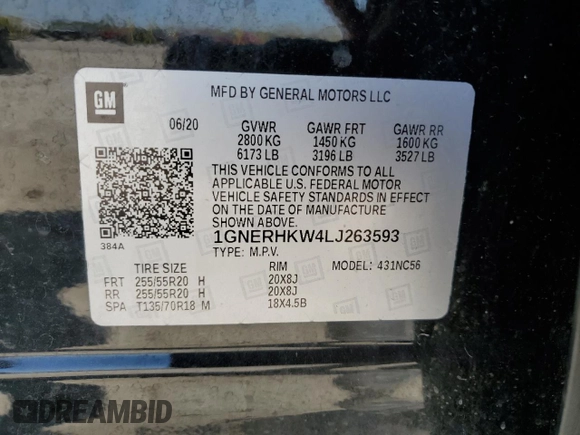 GM
MFD BY GENERAL MOTORS LLC
06/20 GVWR GAWR FRT GAWR RR
2800 KG 1450 KG 1600 KG
6173 LB 3196 LB 3527 LB
THIS VEHICLE CONFORMS TO ALL
APPLICABLE U.S. FEDERAL MOTOR
VEHICLE SAFETY STANDARDS IN EFFECT
ON THE DATE OF MANUFACTURE
SHOWN ABOVE.
384A
1GNERHKW4LJ263593
TYPE: M.P.V.
TIRE SIZE RIM MODEL: 431NC56
FRT 255/55R20 H 20X8J
RR 255/55R20 H 20X8J
SPA T135/70R18 M 18X4.5B
DREAMBID